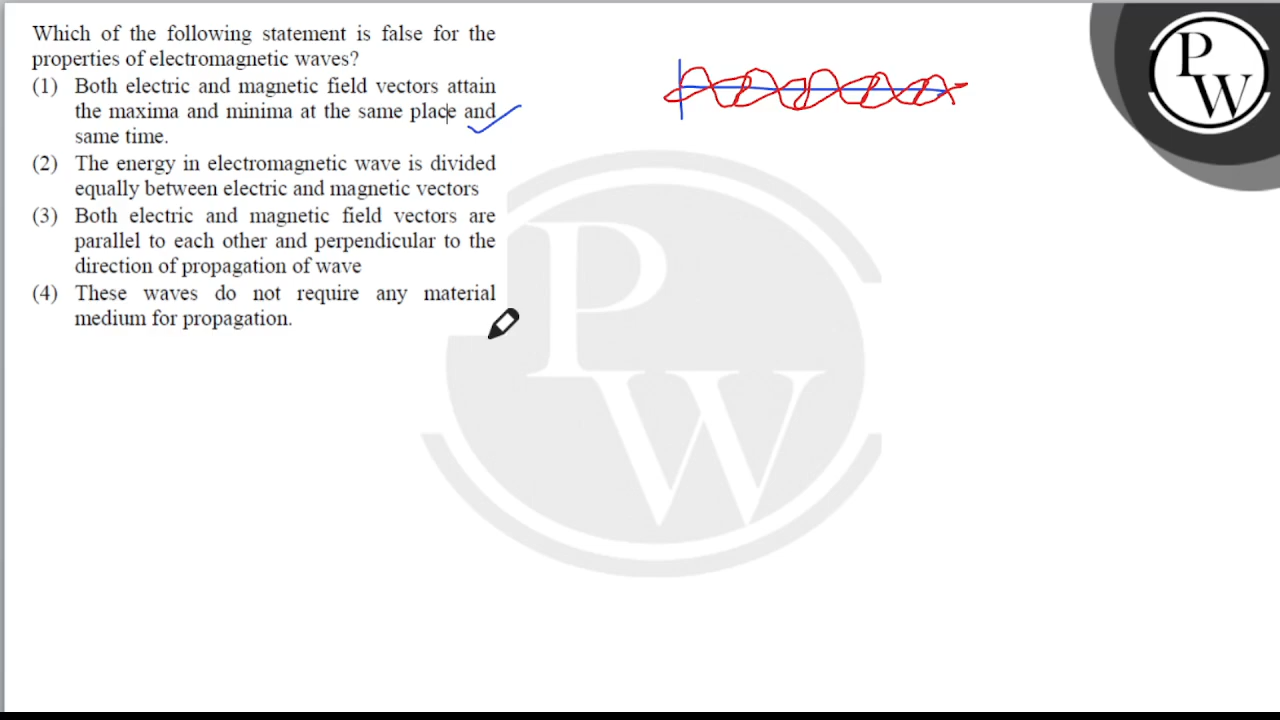 Which of the following statement is false for the
properties of electromagnetic waves?
(1) Both electric and magnetic field vectors attain
the maxima and minima at the same place and
same time.
(2) The energy in electromagnetic wave is divided
equally between electric and magnetic vectors
(3) Both electric and magnetic field vectors are
parallel to each other and perpendicular to the
direction of propagation of wave
(4) These waves do not require any material
medium for propagation.
P
W
P
W